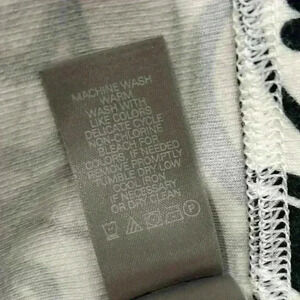 MACHINE WASH
WARM
WASH WITH
LIKE COLORS
DELICATE CYCLE
NON-CHLORINE
BLEACH FOR
COLORS, IF NEEDED
REMOVE PROMPTLY
TUMBLE DRY LOW
COOL IRON
IF NECESSARY
OR DRY CLEAN